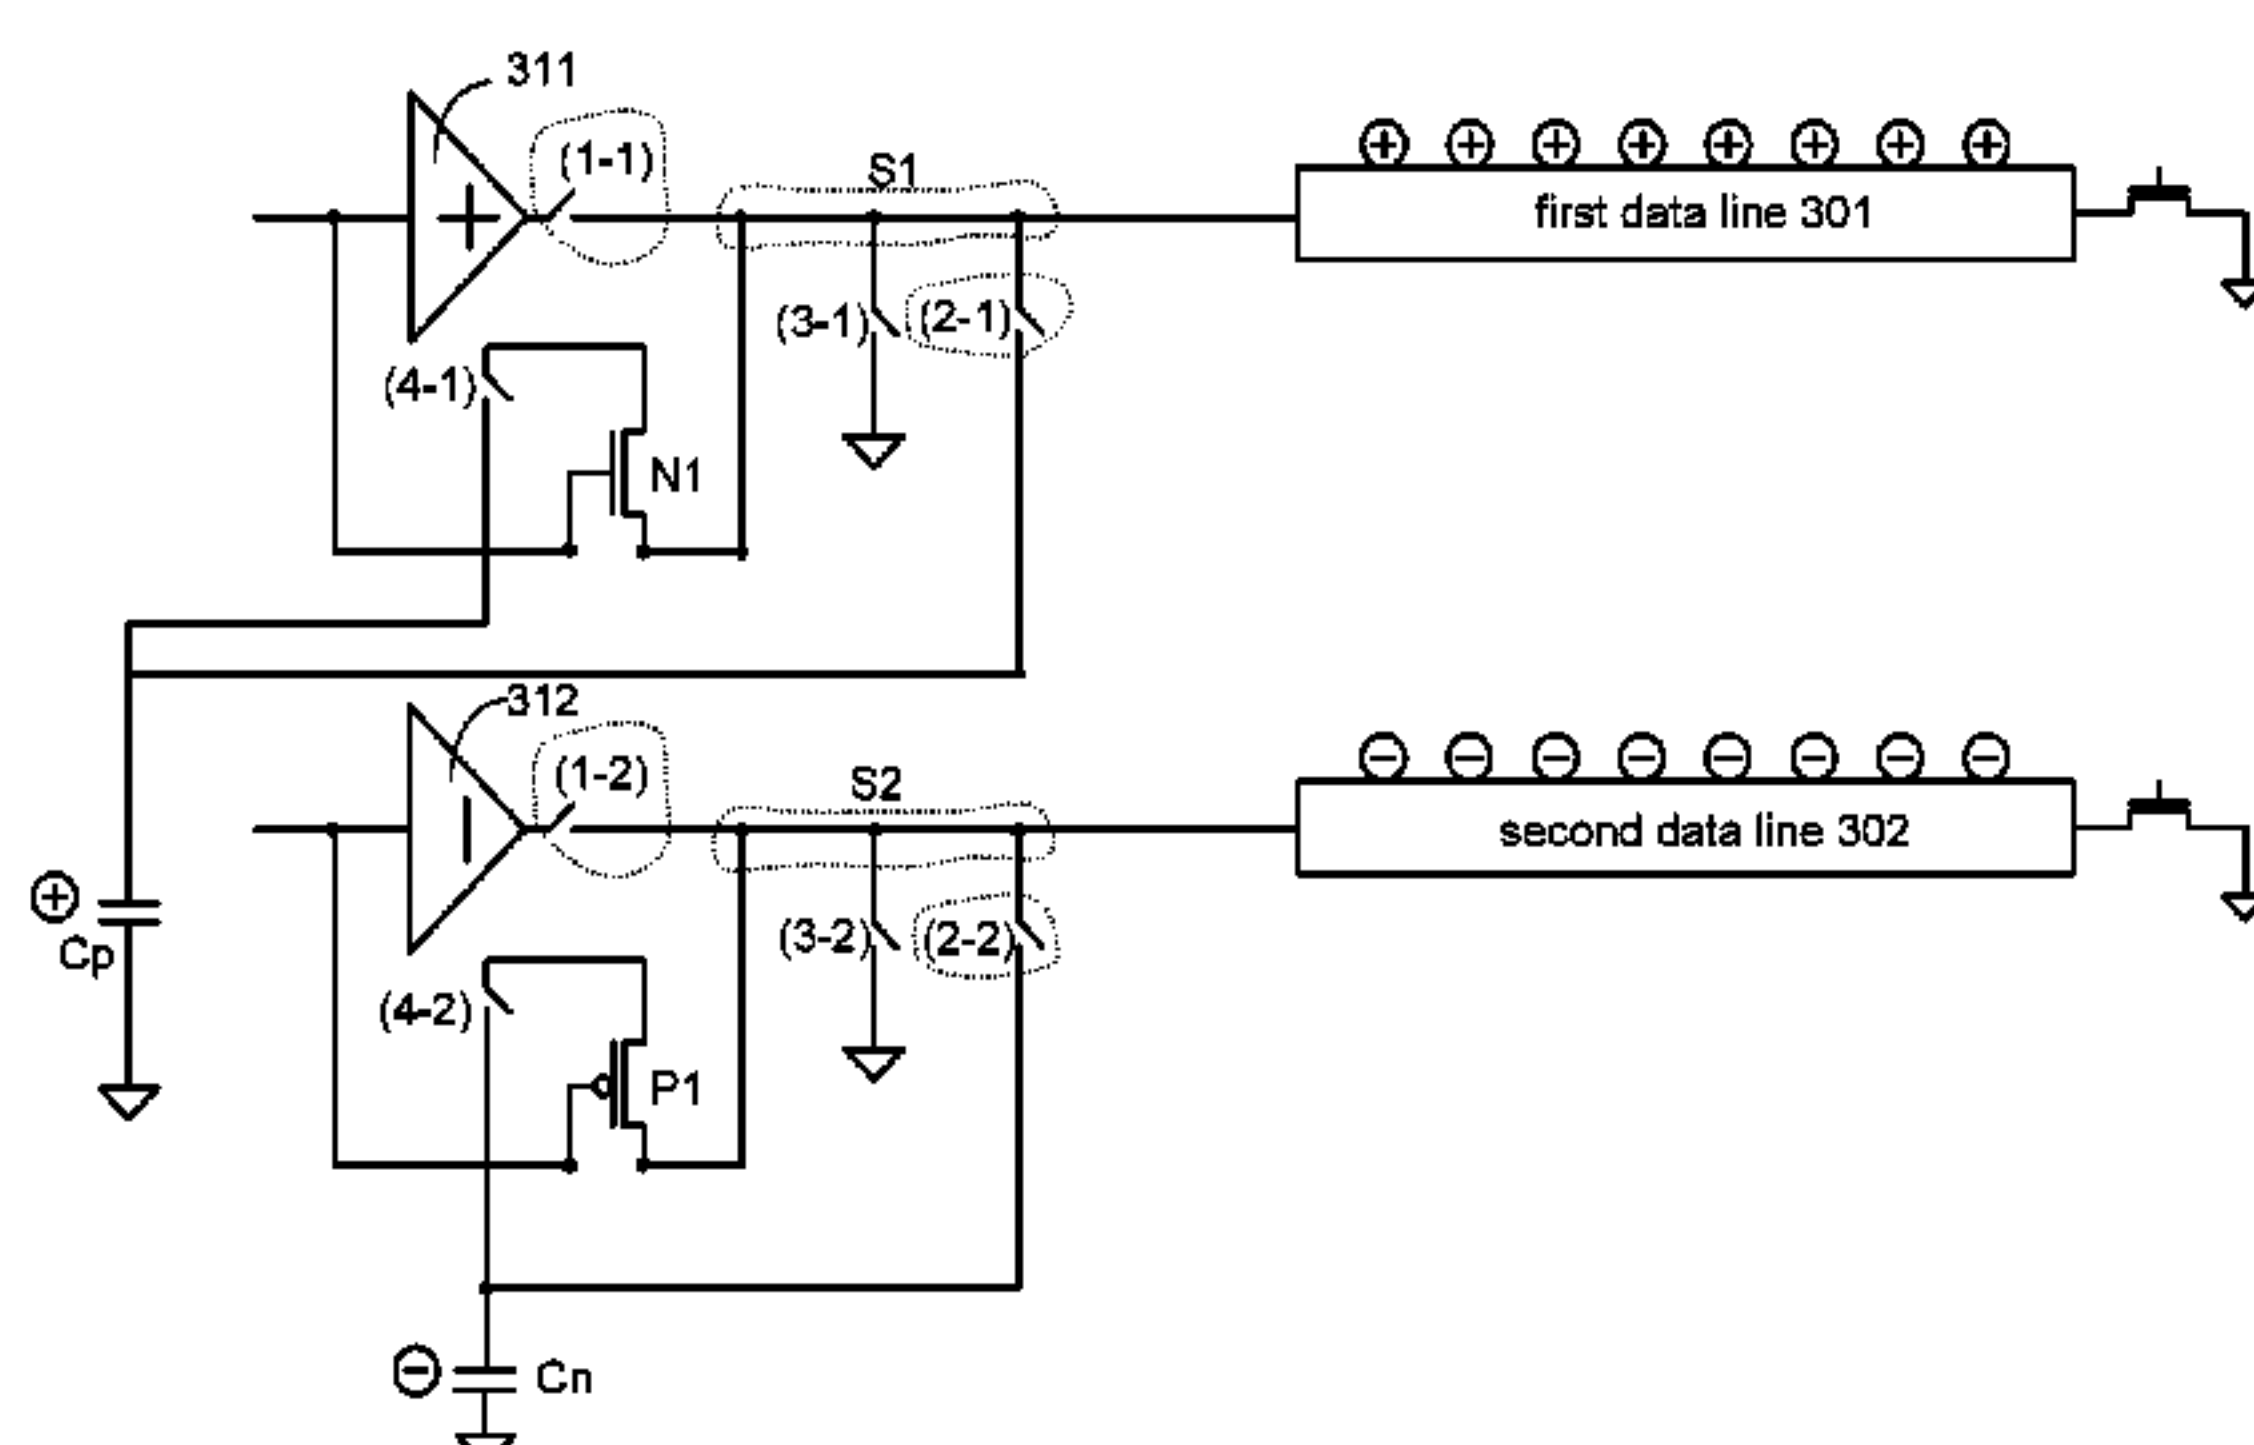 311
(1-1)
S1
first data line 301
(3-1)
(2-1)
(4-1)
N1
312
(1-2)
S2
second data line 302
Cp
(3-2)
(2-2)
(4-2)
P1
Cn